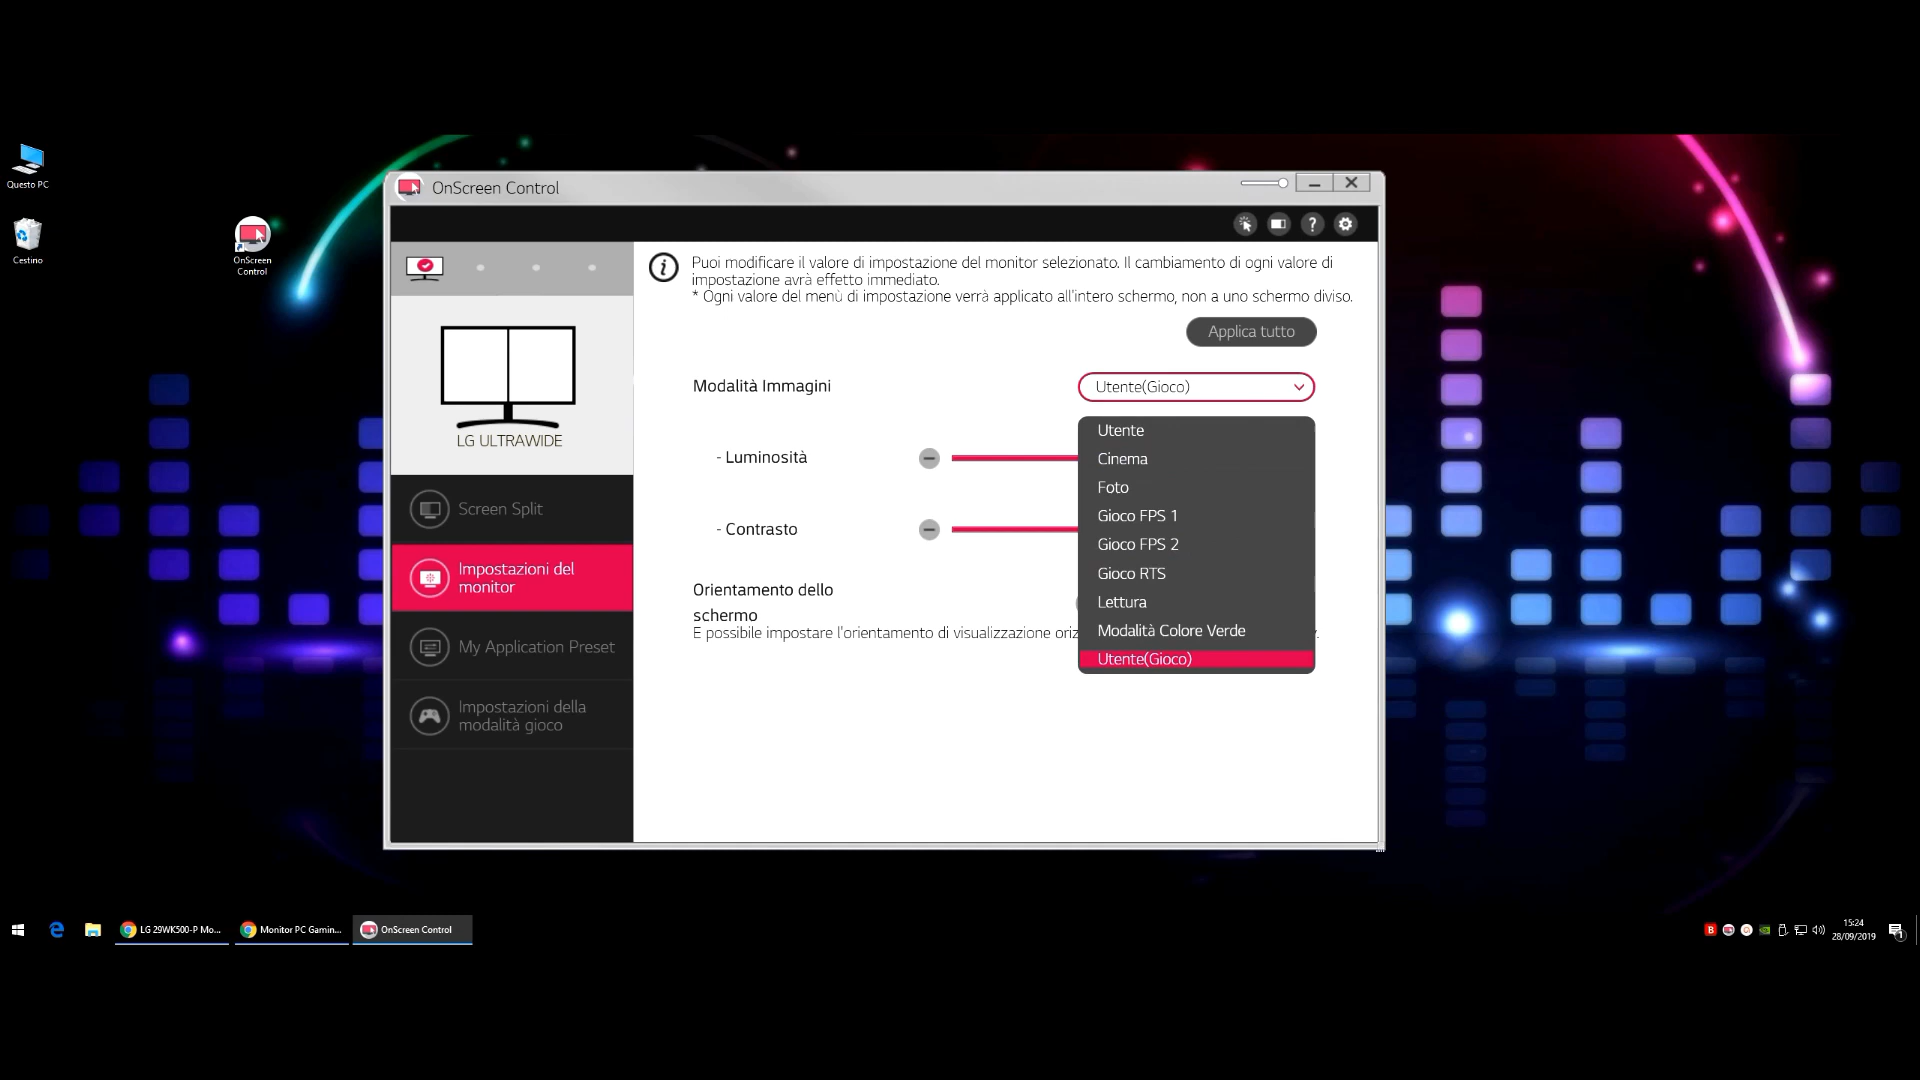 Questo PC
Cestino
OnScreen
Control
OnScreen Control
Puoi modificare il valore di impostazione del monitor selezionato. Il cambiamento di ogni valore di
impostazione avrà effetto immediato.
* Ogni valore del menù di impostazione verrà applicato all'intero schermo, non a uno schermo diviso.
Applica tutto
LG ULTRAWIDE
Screen Split
Impostazioni del
monitor
My Application Preset
Impostazioni della
modalità gioco
Modalità Immagini
Utente(Gioco)
- Luminosità
- Contrasto
Utente
Cinema
Foto
Gioco FPS 1
Gioco FPS 2
Gioco RTS
Lettura
Modalità Colore Verde
Utente(Gioco)
Orientamento dello
schermo
E possibile impostare l'orientamento di visualizzazione oriz
LG 29WK500-P Mo...
Monitor PC Gamin...
OnScreen Control
15:24
28/09/2019